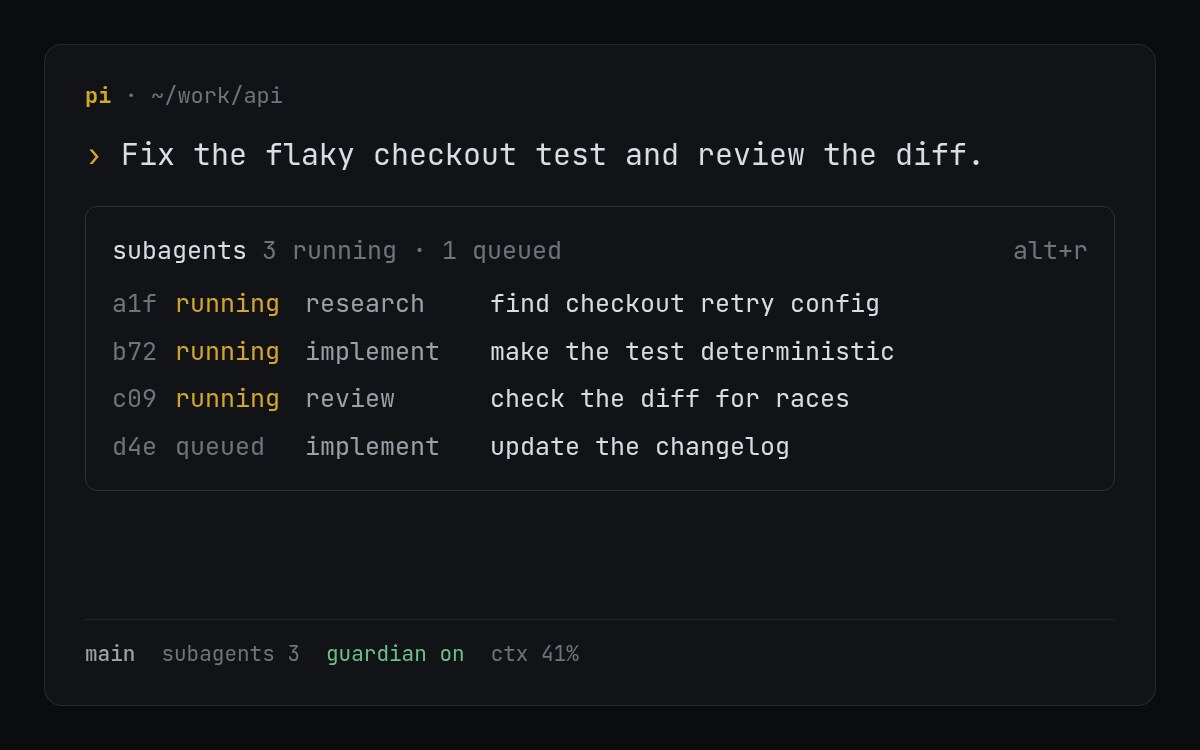 pi · ~/work/api
› Fix the flaky checkout test and review the diff.
subagents 3 running · 1 queued alt+r
a1f running research find checkout retry config
b72 running implement make the test deterministic
c09 running review check the diff for races
d4e queued implement update the changelog
main subagents 3 guardian on ctx 41%